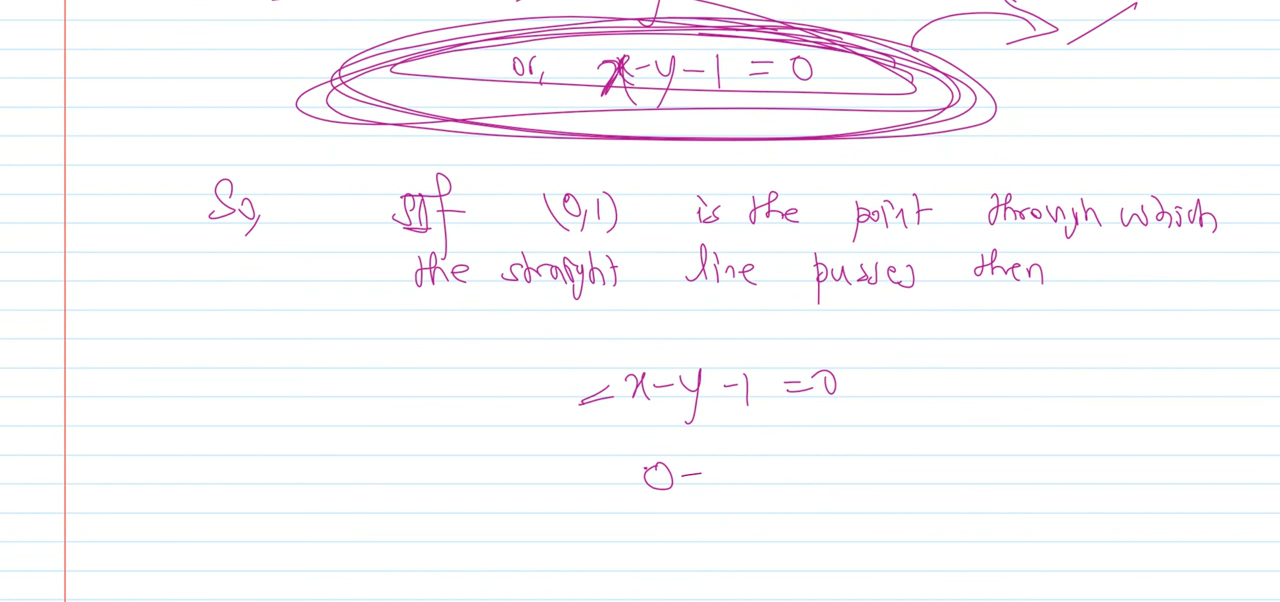 or, x-y-1 = 0
So, If (0,1) is the point through which
the straight line passes then
x-y-1 =0
0-